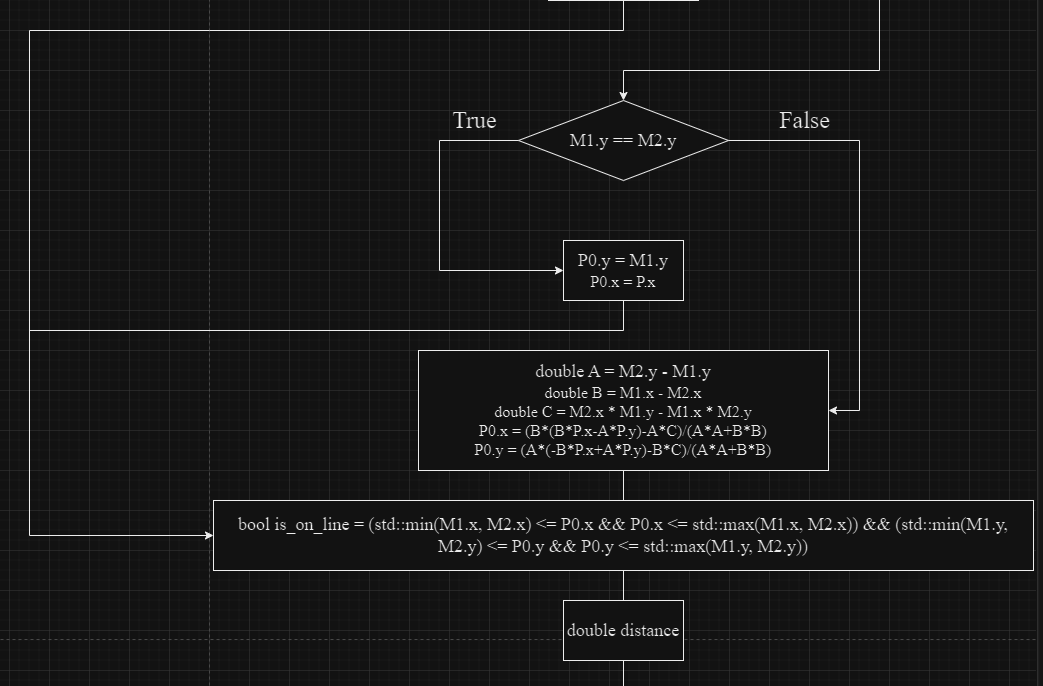 True
False
M1.y == M2.y
P0.y = M1.y
P0.x = P.x
double A = M2.y - M1.y
double B = M1.x - M2.x
double C = M2.x * M1.y - M1.x * M2.y
P0.x = (B*(B*P.x-A*P.y)-A*C)/(A*A+B*B)
P0.y = (A*(-B*P.x+A*P.y)-B*C)/(A*A+B*B)
bool is_on_line = (std::min(M1.x, M2.x) <= P0.x && P0.x <= std::max(M1.x, M2.x)) && (std::min(M1.y,
M2.y) <= P0.y && P0.y <= std::max(M1.y, M2.y))
double distance